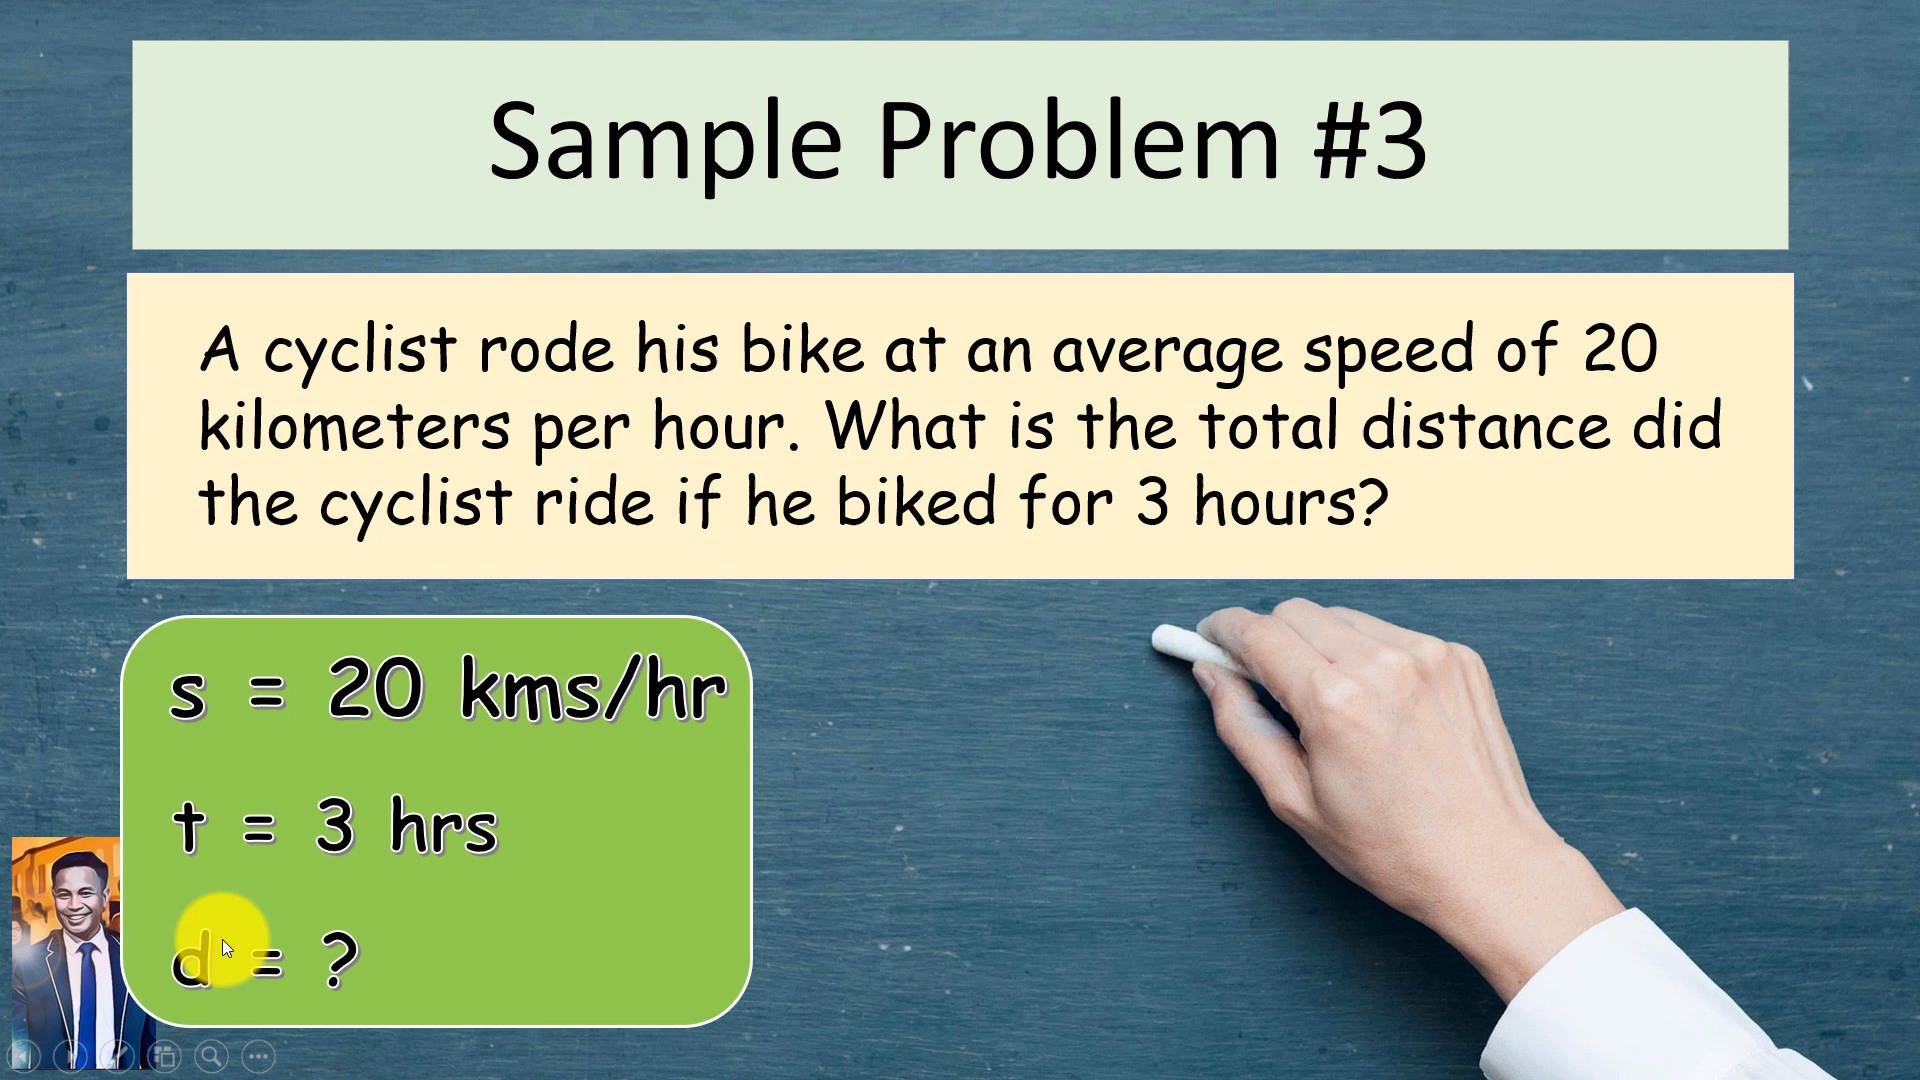 Sample Problem #3
A cyclist rode his bike at an average speed of 20
kilometers per hour. What is the total distance did
the cyclist ride if he biked for 3 hours?
s = 20 kms/hr
t = 3 hrs
d = ?